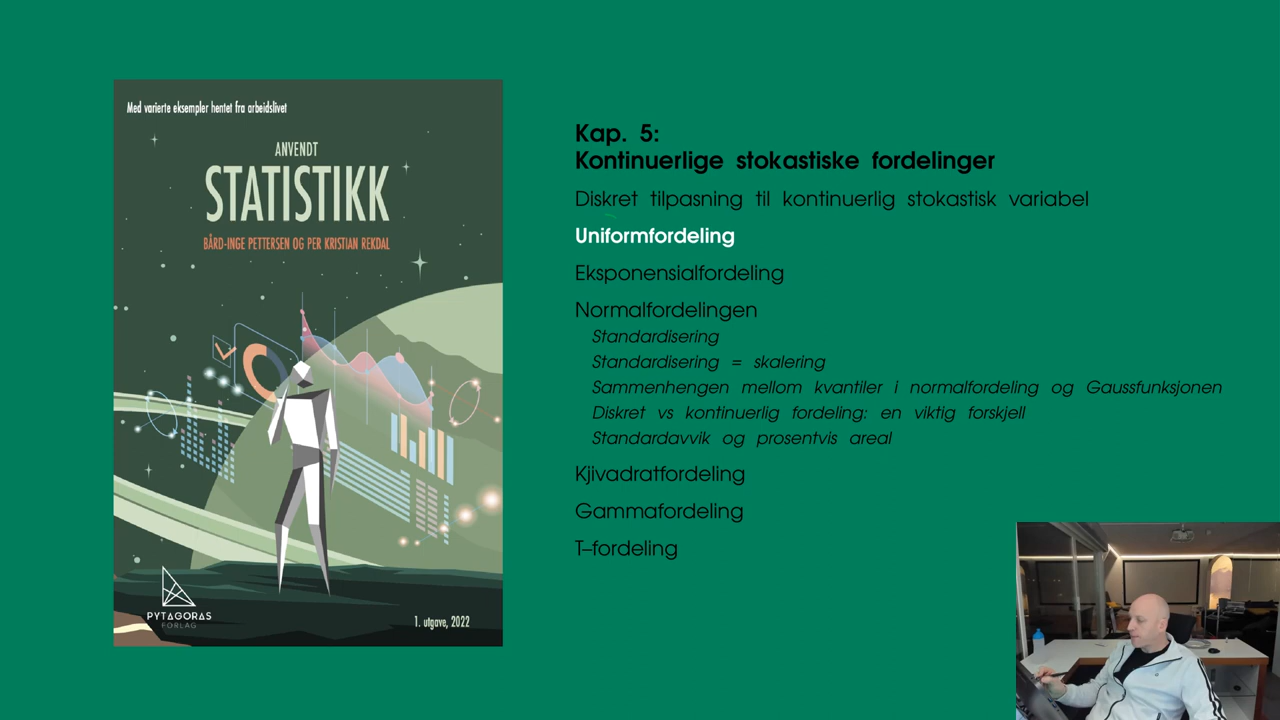 Med varierte eksempler hentet fra arbeidslivet
ANVENDT
STATISTIKK
BÅRD-INGE PETTERSEN OG PER KRISTIAN REKDAL
PYTAGORAS
FORLAG
1. utgave, 2022
Kap. 5:
Kontinuerlige stokastiske fordelinger
Diskret tilpasning til kontinuerlig stokastisk variabel
Uniformfordeling
Eksponensialfordeling
Normalfordelingen
Standardisering
Standardisering = skalering
Sammenhengen mellom kvantiler i normalfordeling og Gaussfunksjonen
Diskret vs kontinuerlig fordeling: en viktig forskjell
Standardavvik og prosentvis areal
Kjivadratfordeling
Gammafordeling
T–fordeling